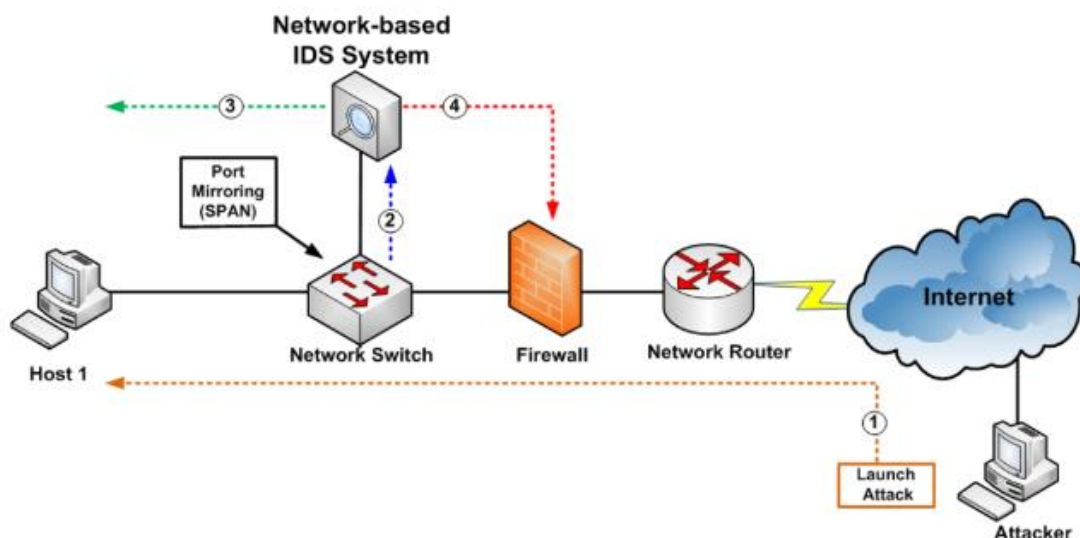 Network-based
IDS System
3
4
Port
Mirroring
(SPAN)
2
Internet
Host 1
Network Switch
Firewall
Network Router
1
Launch
Attack
Attacker